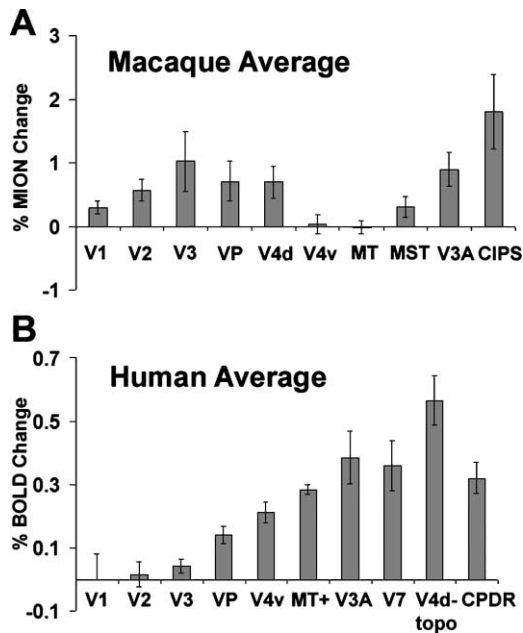 A
Macaque Average
% MION Change
3
2
1
0
-1
V1 V2 V3 VP V4d V4v MT MST V3A CIPS
B
Human Average
% BOLD Change
0.7
0.5
0.3
0.1
-0.1
V1 V2 V3 VP V4v MT+ V3A V7 V4d- CPDR
topo